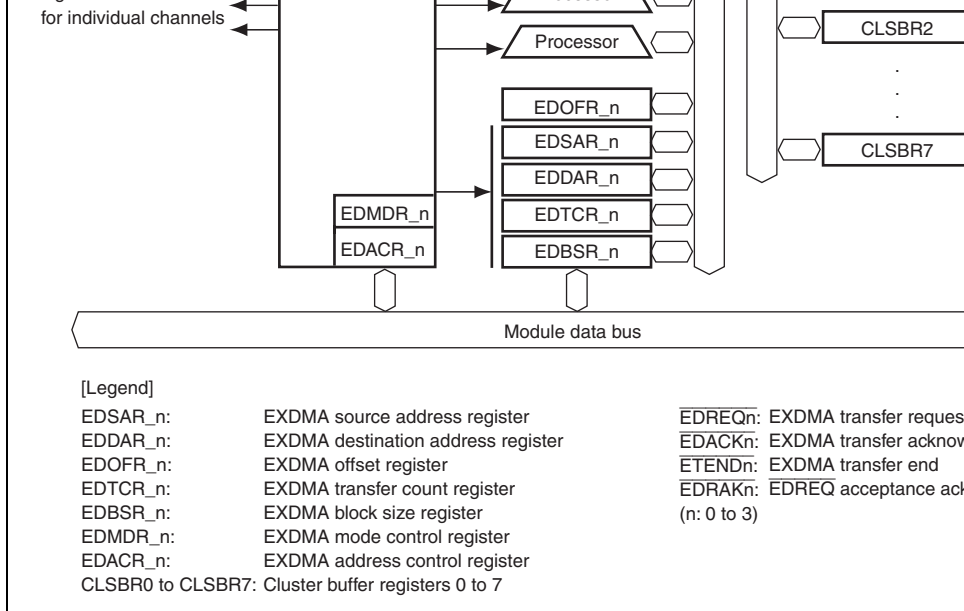 for individual channels
Processor
CLSBR2
.
.
.
EDOFR_n
EDSAR_n
CLSBR7
EDDAR_n
EDMDR_n
EDTCR_n
EDACR_n
EDBSR_n
Module data bus
[Legend]
EDSAR_n: EXDMA source address register
EDDAR_n: EXDMA destination address register
EDOFR_n: EXDMA offset register
EDTCR_n: EXDMA transfer count register
EDBSR_n: EXDMA block size register
EDMDR_n: EXDMA mode control register
EDACR_n: EXDMA address control register
CLSBR0 to CLSBR7: Cluster buffer registers 0 to 7
EDREQn: EXDMA transfer reques
EDACKn: EXDMA transfer acknow
ETENDn: EXDMA transfer end
EDRAKn: EDREQ acceptance ack
(n: 0 to 3)